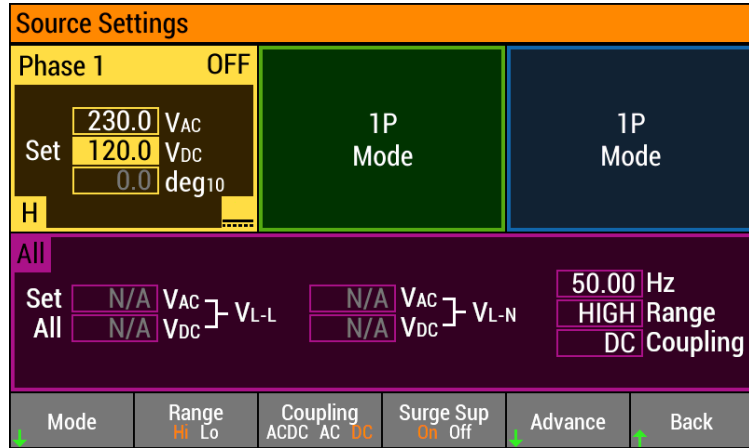 Source Settings
Phase 1 OFF
230.0 VAC
Set 120.0 VDC
0.0 deg10
H
1P
Mode
1P
Mode
All
Set N/A VAC
All N/A VDC
VL-L
N/A VAC
N/A VDC
VL-N
50.00 Hz
HIGH Range
DC Coupling
Mode
Range
Hi Lo
Coupling
ACDC AC DC
Surge Sup
On Off
Advance
Back